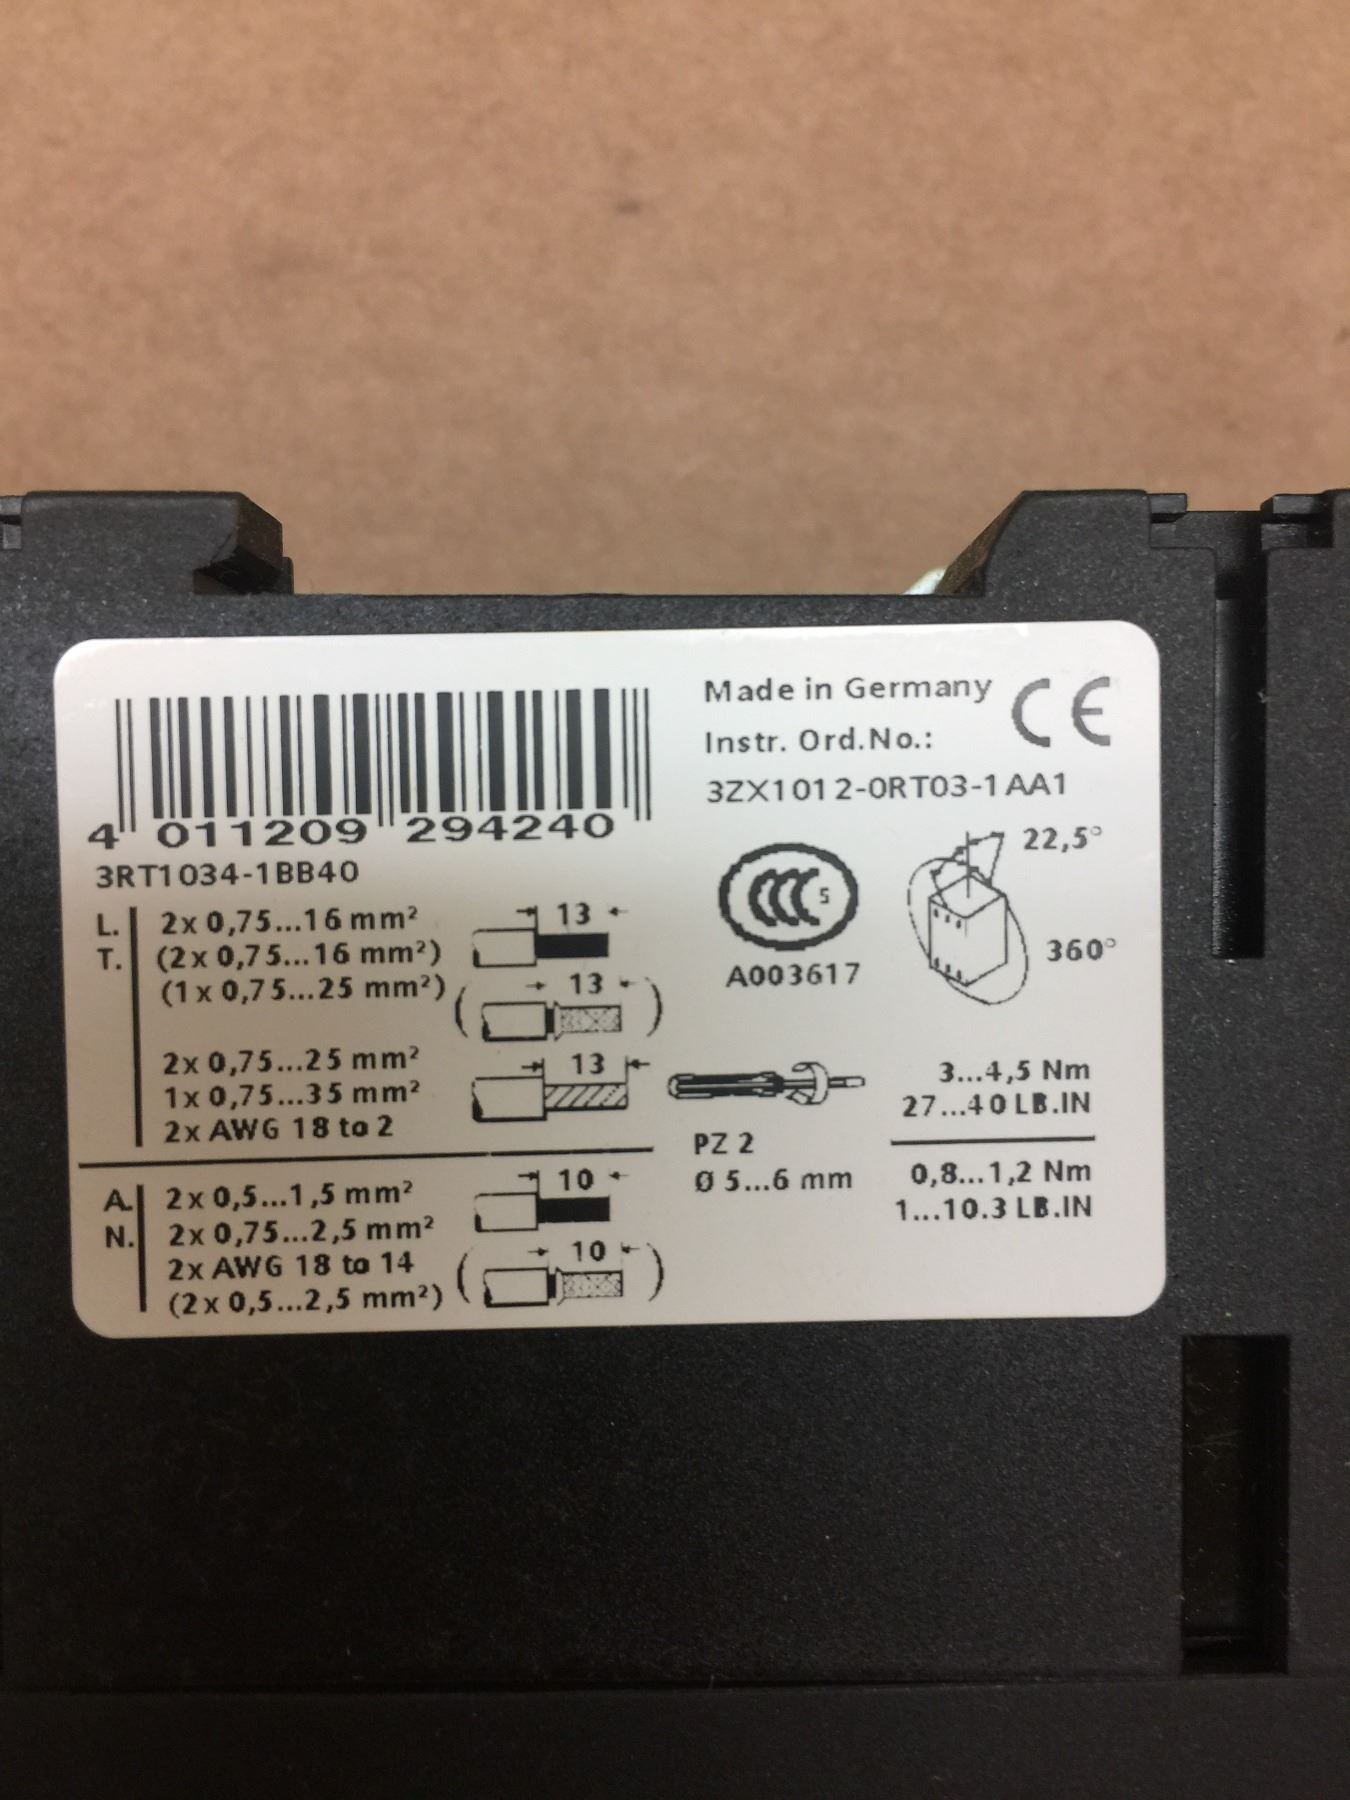 Made in Germany CE
Instr. Ord.No.:
3ZX1012-0RT03-1AA1
4 011209 294240
3RT1034-1BB40
CCC S
A003617
22,5°
360°
L. 2x 0,75...16 mm²
T. (2x 0,75...16 mm²)
(1x 0,75...25 mm²)
13
13
2x 0,75...25 mm²
1x 0,75...35 mm²
2x AWG 18 to 2
13
PZ 2
Ø 5...6 mm
3...4,5 Nm
27...40 LB.IN
0,8...1,2 Nm
1...10.3 LB.IN
A. 2x 0,5...1,5 mm²
N. 2x 0,75...2,5 mm²
2x AWG 18 to 14
(2x 0,5...2,5 mm²)
10
10